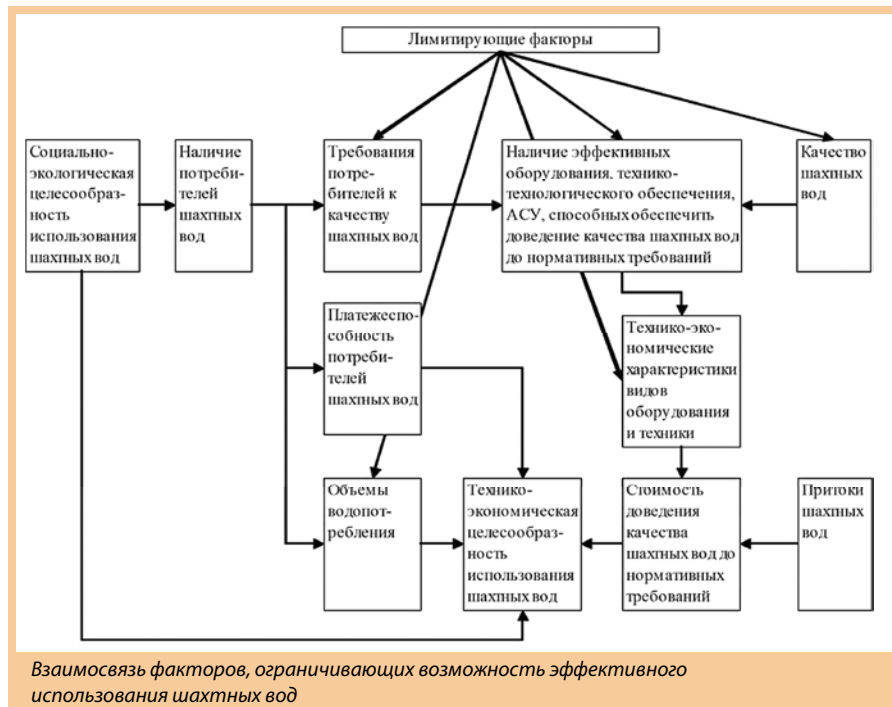 Лимитирующие факторы
Социально-
экологическая
целесообраз-
ность
использования
шахтных вод
Наличие
потреби-
телей
шахтных
вод
Требования
потре-
бителей к
качеству
шахтных вод
Наличие эффективных
оборудования, технико-
технологического обеспечения,
АСУ, способных обеспечить
доведение качества шахтных вод
до нормативных требований
Качество
шахтных
вод
Платежеспо-
собность
потреби-
телей
шахтных вод
Технико-эко-
номические
характеристики
видов
оборудования
и техники
Объемы
водопот-
ребления
Технико-
экономическая
целесообраз-
ность
использования
шахтных вод
Стоимость
доведения
качества
шахтных вод до
нормативных
требований
Притоки
шахтных
вод
Взаимосвязь факторов, ограничивающих возможность эффективного
использования шахтных вод